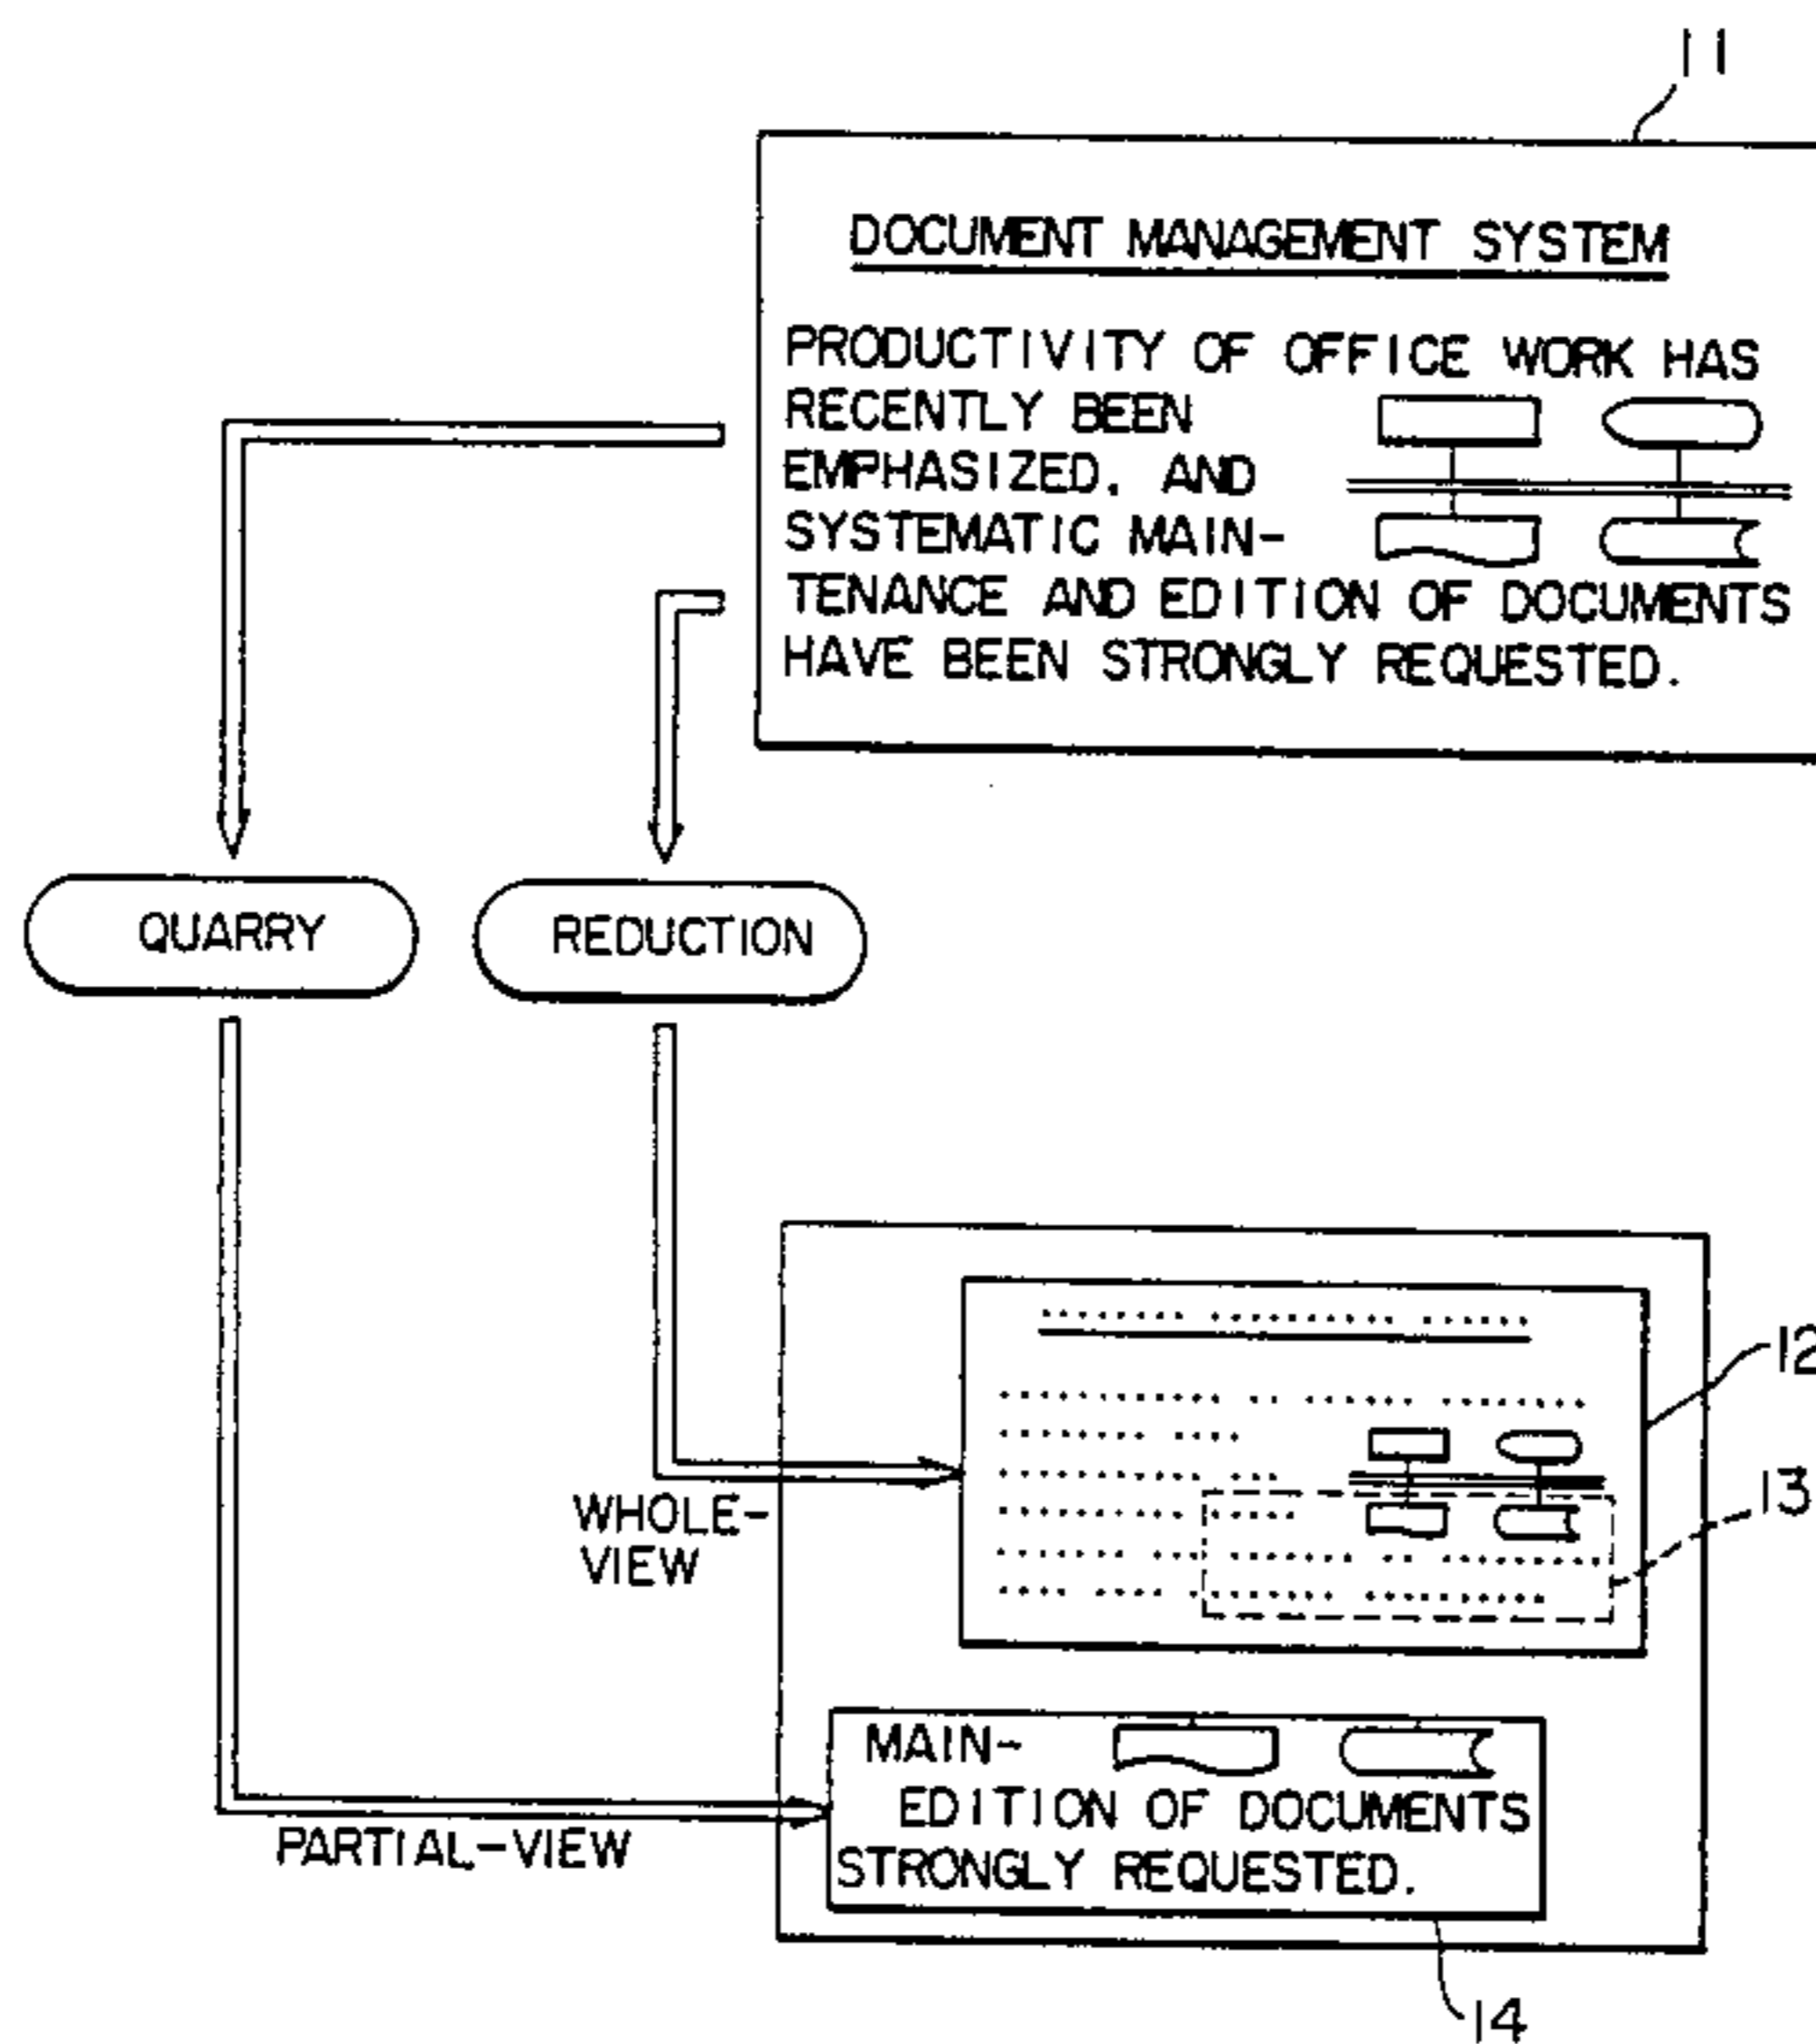 11
DOCUMENT MANAGEMENT SYSTEM
PRODUCTIVITY OF OFFICE WORK HAS
RECENTLY BEEN
EMPHASIZED, AND
SYSTEMATIC MAIN-
TENANCE AND EDITION OF DOCUMENTS
HAVE BEEN STRONGLY REQUESTED.
QUARRY
REDUCTION
12
13
WHOLE-
VIEW
MAIN-
EDITION OF DOCUMENTS
STRONGLY REQUESTED.
PARTIAL-VIEW
14